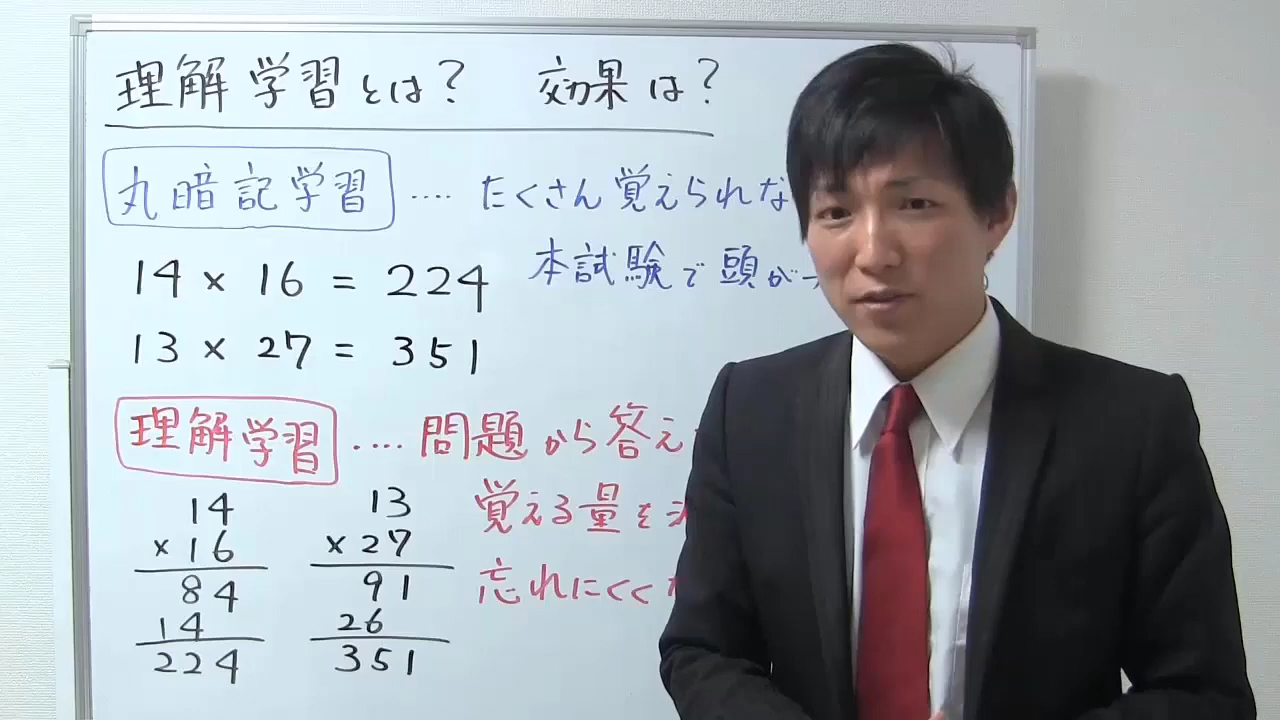 理解学習とは? 効果は?
丸暗記学習 ‥‥ たくさん覚えられな
14 × 16 = 224 本試験で頭が
13 × 27 = 351
理解学習 ‥‥ 問題から答え
14 13 覚える量を
× 16 × 27
84 91 忘れにくく
14 26
224 351